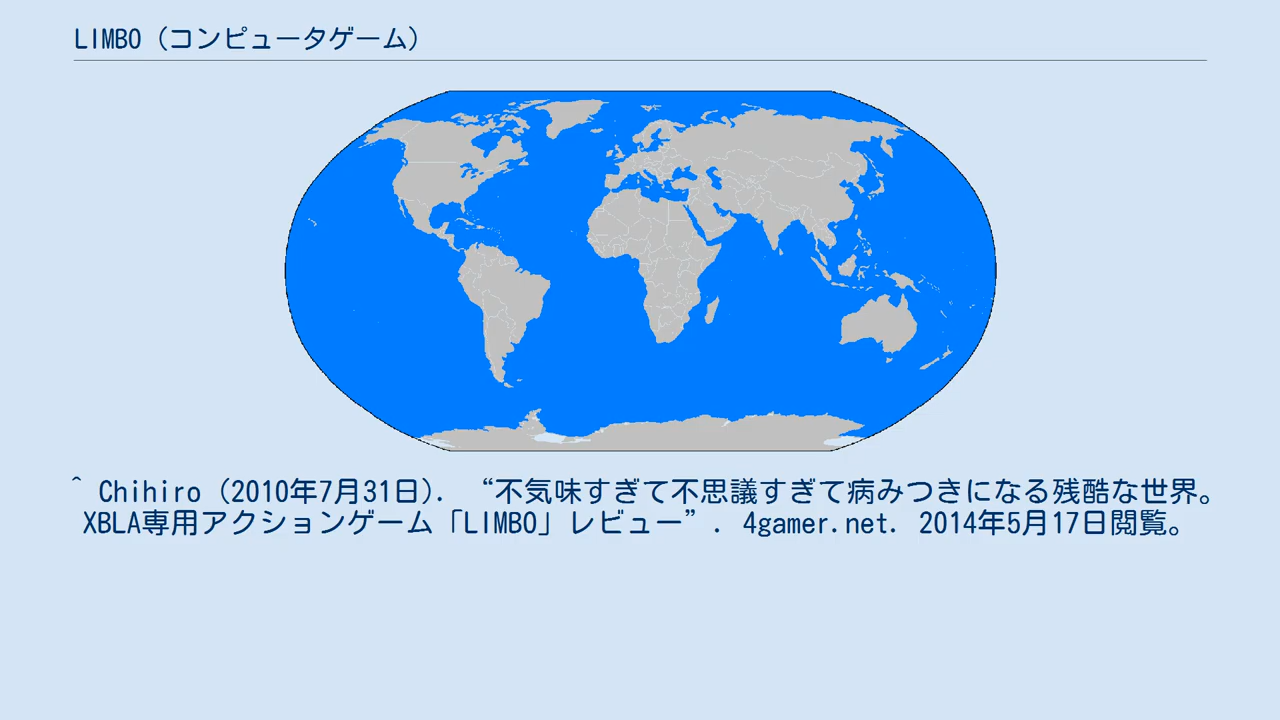 LIMBO (コンピュータゲーム)
^ Chihiro (2010年7月31日). “不気味すぎて不思議すぎて病みつきになる残酷な世界。
XBLA専用アクションゲーム「LIMBO」レビュー”. 4gamer.net. 2014年5月17日閲覧。